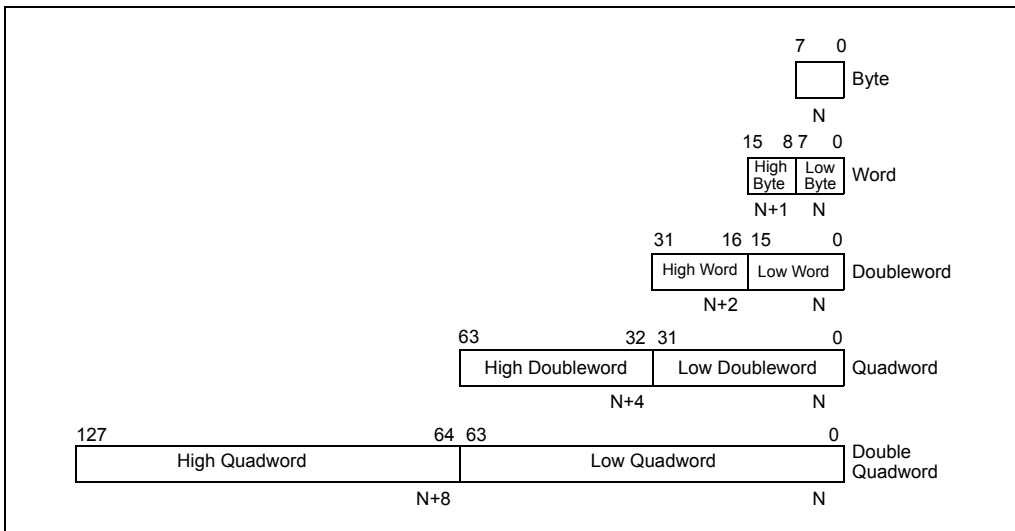 7 0
Byte
N
15 8 7 0
High Byte Low Byte Word
N+1 N
31 16 15 0
High Word Low Word Doubleword
N+2 N
63 32 31 0
High Doubleword Low Doubleword Quadword
N+4 N
127 64 63 0
High Quadword Low Quadword Double Quadword
N+8 N